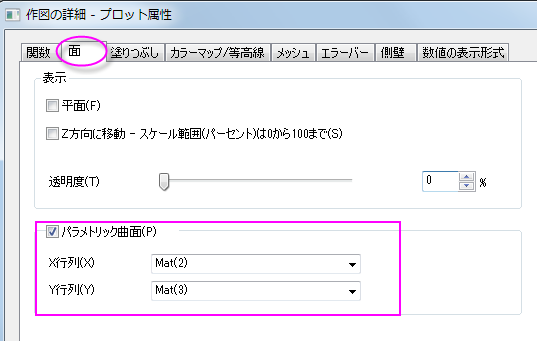 作図の詳細 - プロット属性
関数 面 塗りつぶし カラーマップ/等高線 メッシュ エラーバー 側壁 数値の表示形式
表示
平面(F)
Z方向に移動 - スケール範囲(パーセント)は0から100まで(S)
透明度(T) 0 %
パラメトリック曲面(P)
X行列(X) Mat(2)
Y行列(Y) Mat(3)